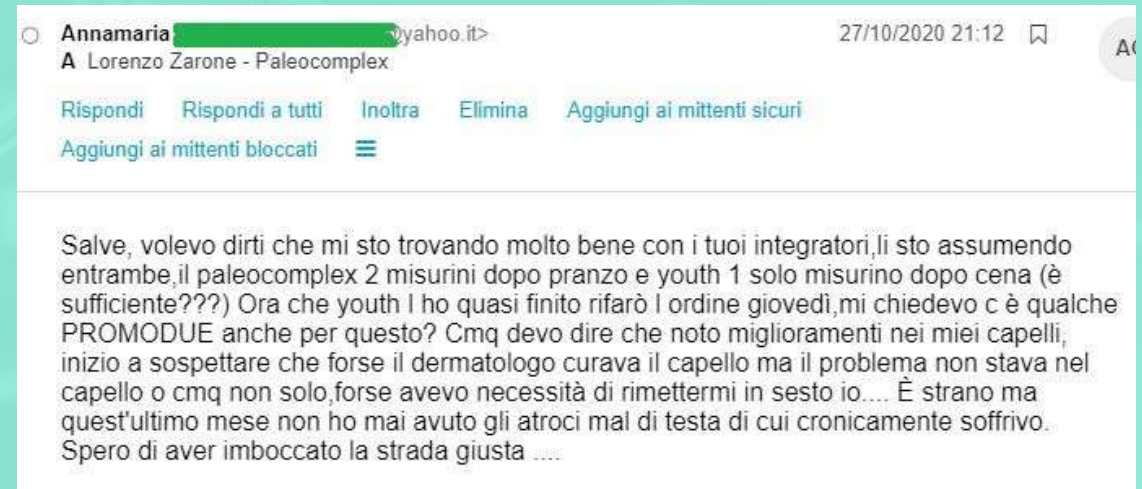 Annamaria yahoo.it> 27/10/2020 21:12
A Lorenzo Zarone - Paleocomplex
Rispondi Rispondi a tutti Inoltra Elimina Aggiungi ai mittenti sicuri
Aggiungi ai mittenti bloccati
Salve, volevo dirti che mi sto trovando molto bene con i tuoi integratori,li sto assumendo
entrambe,il paleocomplex 2 misurini dopo pranzo e youth 1 solo misurino dopo cena (è
sufficiente???) Ora che youth l ho quasi finito rifarò l ordine giovedì,mi chiedevo c è qualche
PROMODUE anche per questo? Cmq devo dire che noto miglioramenti nei miei capelli,
inizio a sospettare che forse il dermatologo curava il capello ma il problema non stava nel
capello o cmq non solo,forse avevo necessità di rimettermi in sesto io.... È strano ma
quest'ultimo mese non ho mai avuto gli atroci mal di testa di cui cronicamente soffrivo.
Spero di aver imboccato la strada giusta ....